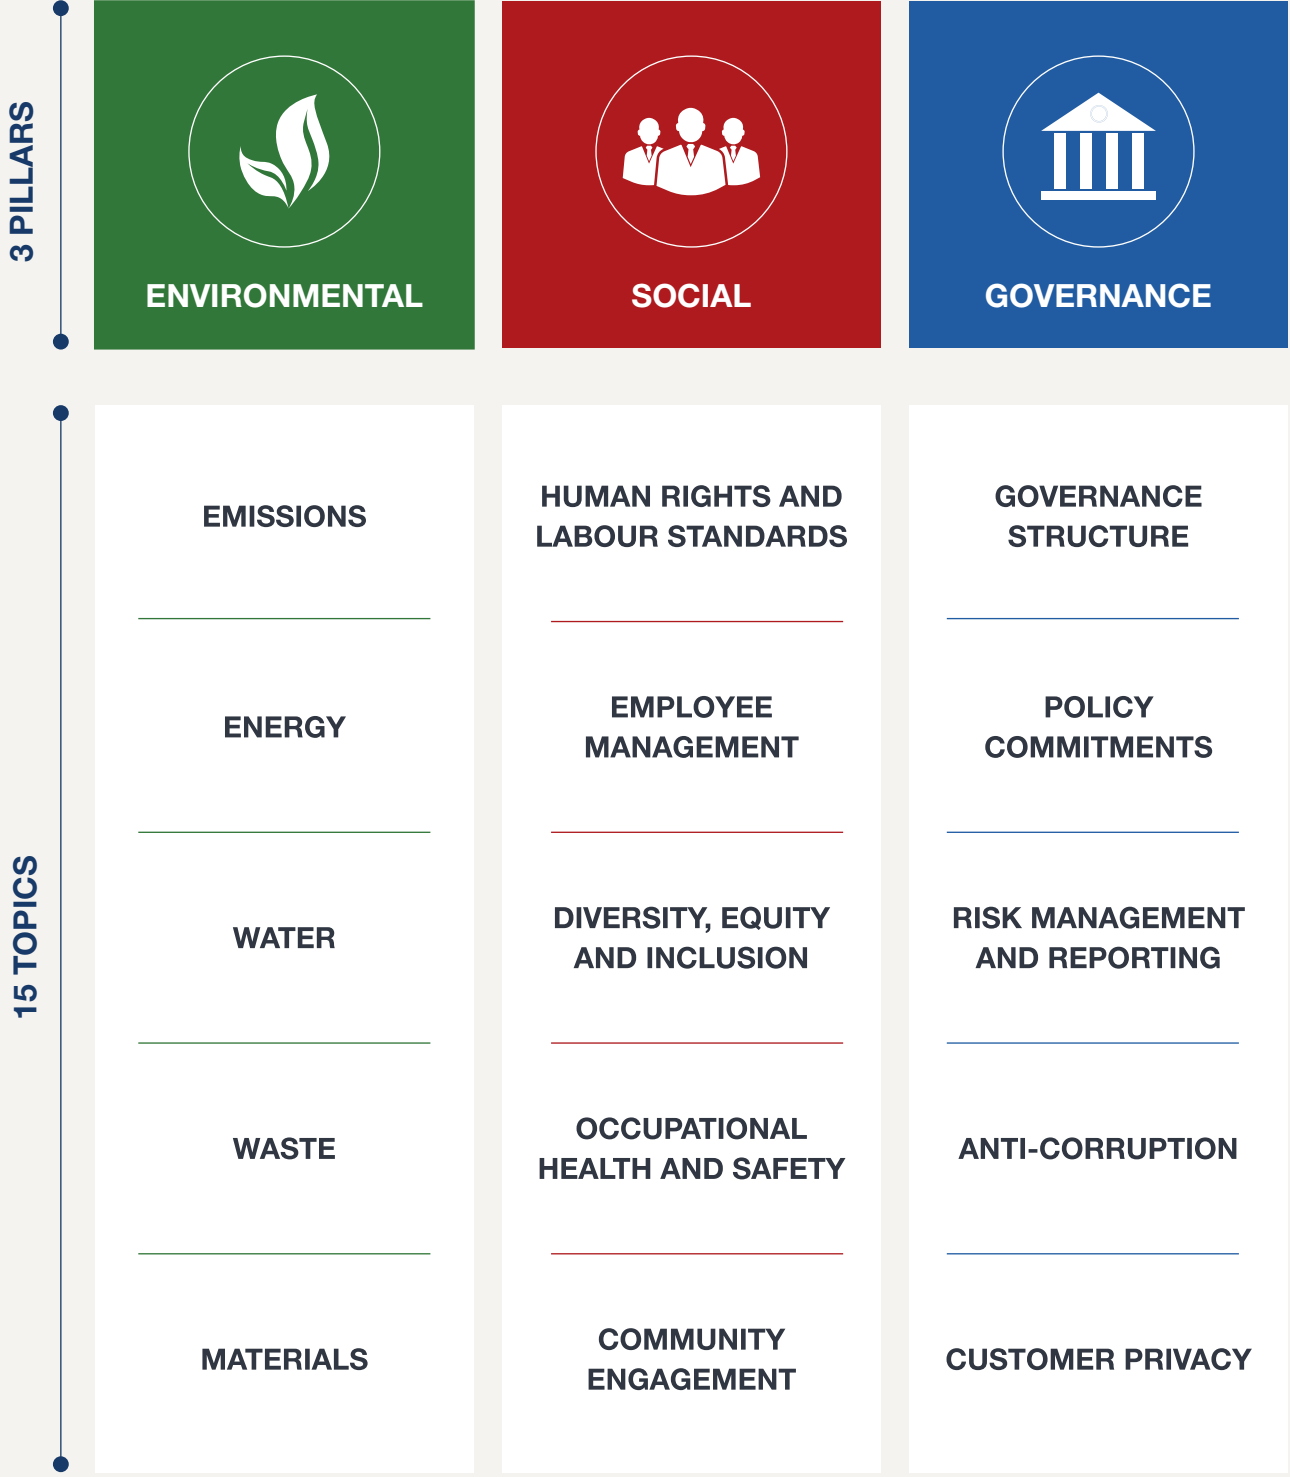 3 PILLARS
ENVIRONMENTAL
SOCIAL
GOVERNANCE
15 TOPICS
EMISSIONS
ENERGY
WATER
WASTE
MATERIALS
HUMAN RIGHTS AND
LABOUR STANDARDS
EMPLOYEE
MANAGEMENT
DIVERSITY, EQUITY
AND INCLUSION
OCCUPATIONAL
HEALTH AND SAFETY
COMMUNITY
ENGAGEMENT
GOVERNANCE
STRUCTURE
POLICY
COMMITMENTS
RISK MANAGEMENT
AND REPORTING
ANTI-CORRUPTION
CUSTOMER PRIVACY